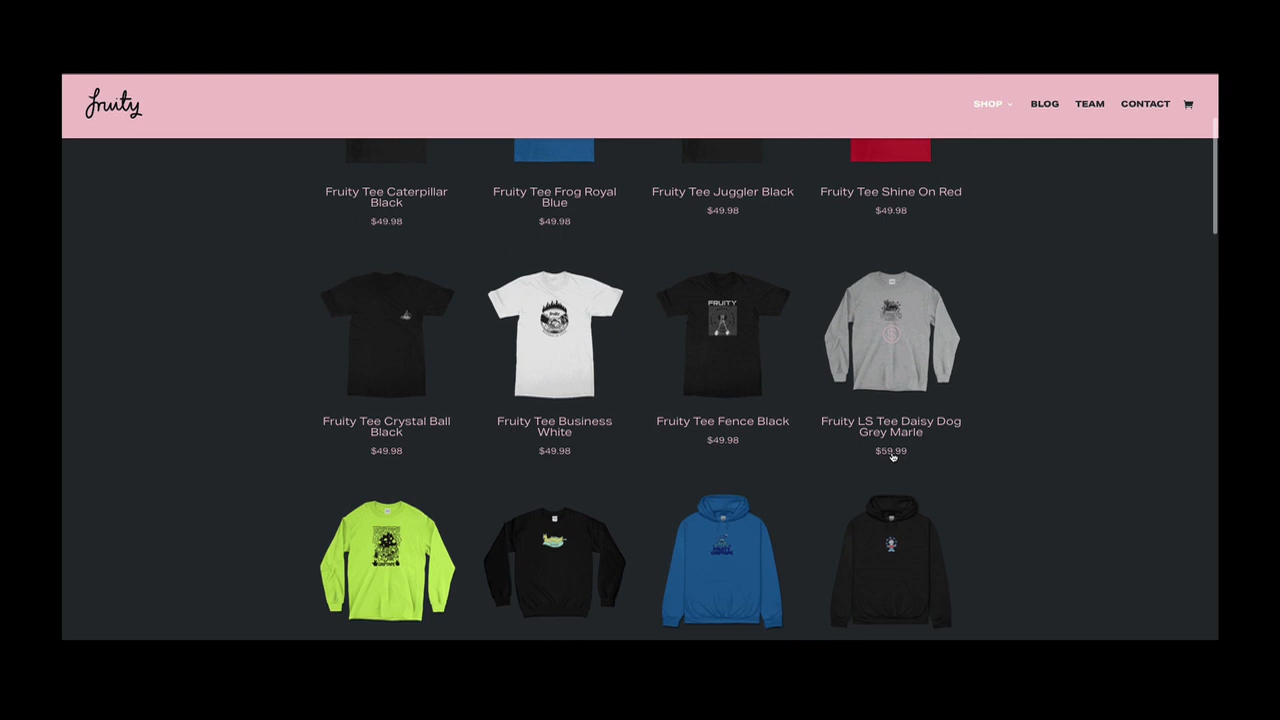 fruity
SHOP
BLOG
TEAM
CONTACT
Fruity Tee Caterpillar
Black
$49.98
Fruity Tee Frog Royal
Blue
$49.98
Fruity Tee Juggler Black
$49.98
Fruity Tee Shine On Red
$49.98
FRUITY
Fruity Tee Crystal Ball
Black
$49.98
Fruity Tee Business
White
$49.98
Fruity Tee Fence Black
$49.98
Fruity LS Tee Daisy Dog
Grey Marle
$59.99